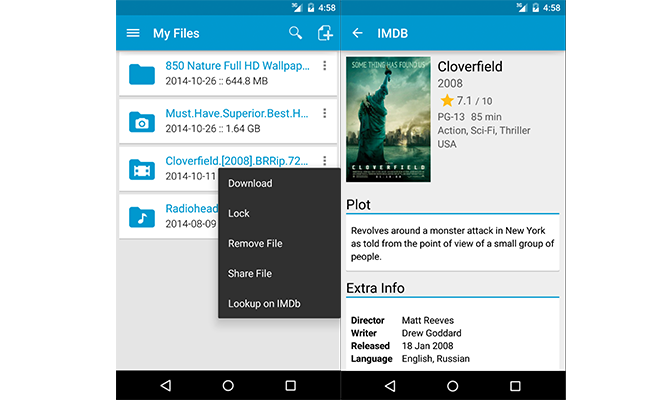 3G 4:58
My Files
850 Nature Full HD Wallpap...
2014-10-26 :: 644.8 MB
Must.Have.Superior.Best.H...
2014-10-26 :: 1.64 GB
Cloverfield.[2008].BRRip.72...
2014-10-11
Radiohead
2014-08-09
Download
Lock
Remove File
Share File
Lookup on IMDb
3G 4:58
IMDB
SOME THING HAS FOUND US
CLOVERFIELD
Cloverfield
2008
7.1 / 10
PG-13 85 min
Action, Sci-Fi, Thriller
USA
Plot
Revolves around a monster attack in New York
as told from the point of view of a small group of
people.
Extra Info
Director Matt Reeves
Writer Drew Goddard
Released 18 Jan 2008
Language English, Russian